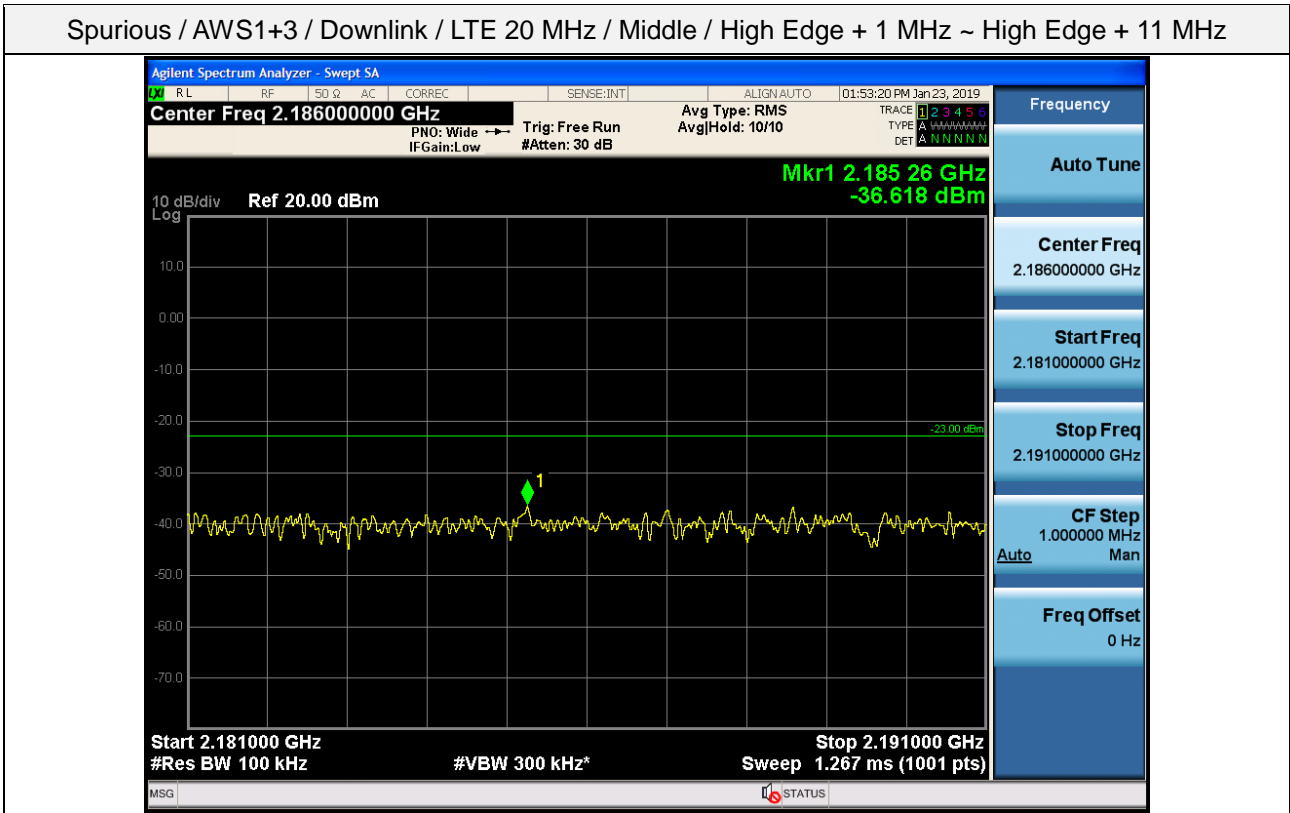 Spurious / AWS1+3 / Downlink / LTE 20 MHz / Middle / High Edge + 1 MHz ~ High Edge + 11 MHz
Agilent Spectrum Analyzer - Swept SA
LXI RL RF 50 Ω AC CORREC SENSE:INT ALIGN AUTO 01:53:20 PM Jan 23, 2019
Center Freq 2.186000000 GHz
PNO: Wide
IFGain:Low
Trig: Free Run
#Atten: 30 dB
Avg Type: RMS
Avg|Hold: 10/10
TRACE 1 2 3 4 5 6
TYPE A WWWWW
DET A N N N N N
Mkr1 2.185 26 GHz
-36.618 dBm
10 dB/div Ref 20.00 dBm
Log
10.0
0.00
-10.0
-20.0
-23.00 dBm
-30.0
1
-40.0
-50.0
-60.0
-70.0
Start 2.181000 GHz Stop 2.191000 GHz
#Res BW 100 kHz #VBW 300 kHz* Sweep 1.267 ms (1001 pts)
MSG STATUS
Frequency
Auto Tune
Center Freq
2.186000000 GHz
Start Freq
2.181000000 GHz
Stop Freq
2.191000000 GHz
CF Step
1.000000 MHz
Auto Man
Freq Offset
0 Hz